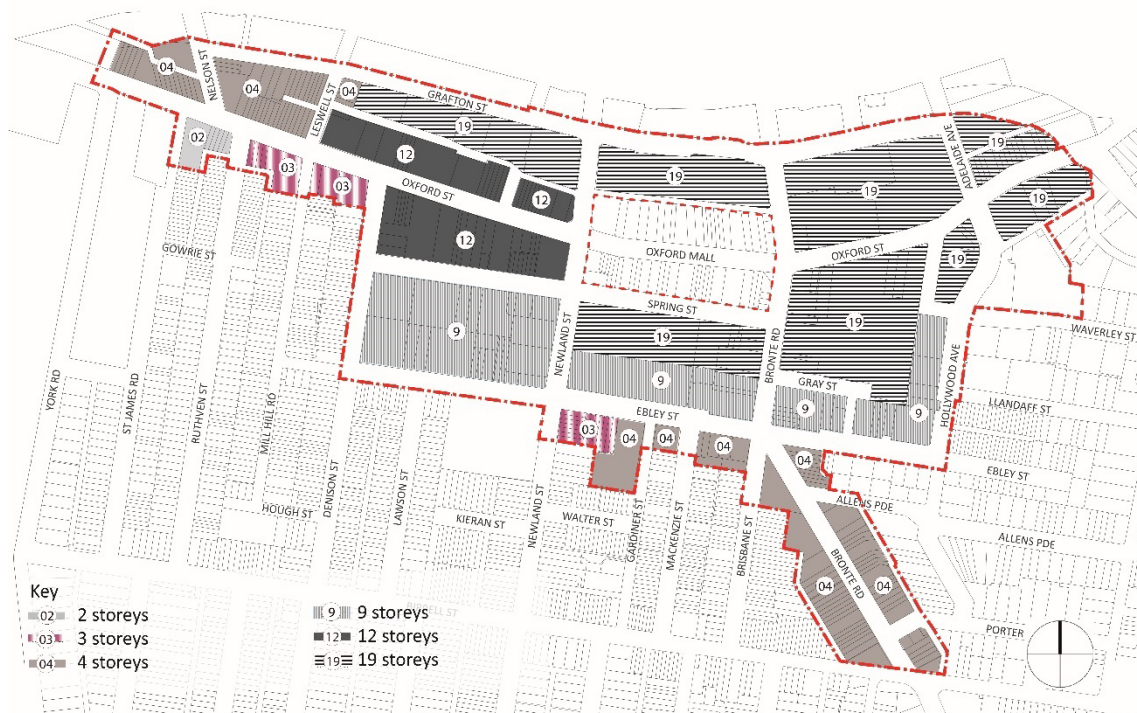 04
NELSON ST
04
LESWELL ST
04
GRAFTON ST
19
02
03
03
12
OXFORD ST
12
12
19
OXFORD MALL
19
ADELAIDE AVE
19
19
OXFORD ST
19
GOWRIE ST
9
NEWLAND ST
SPRING ST
19
BRONTE RD
19
WAVERLEY ST
YORK RD
ST JAMES RD
RUTHVEN ST
MILL HILL RD
9
GRAY ST
9
9
HOLLYWOOD AVE
LLANDAFF ST
EBLEY ST
03
04
04
04
04
EBLEY ST
HOUGH ST
DENISON ST
LAWSON ST
KIERAN ST
NEWLAND ST
WALTER ST
GARDINER ST
MACKENZIE ST
BRISBANE ST
ALLENS PDE
ALLENS PDE
04
BRONTE RD
04
PORTER
Key
02 2 storeys
03 3 storeys
04 4 storeys
9 9 storeys
12 12 storeys
19 19 storeys